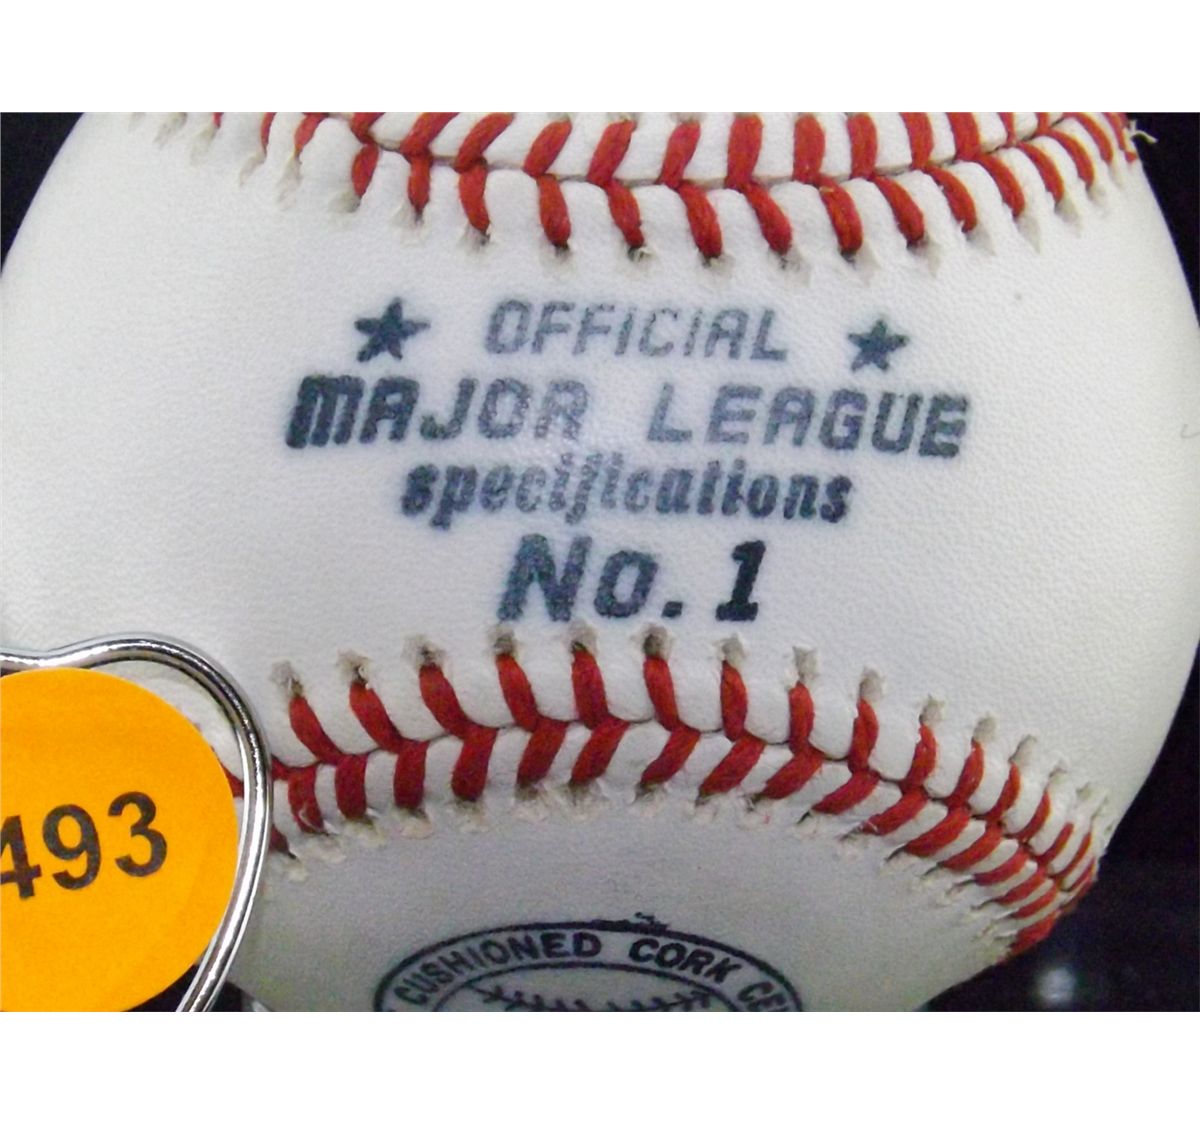 ★ OFFICIAL ★
MAJOR LEAGUE
specifications
No. 1
493
CUSHIONED CORK